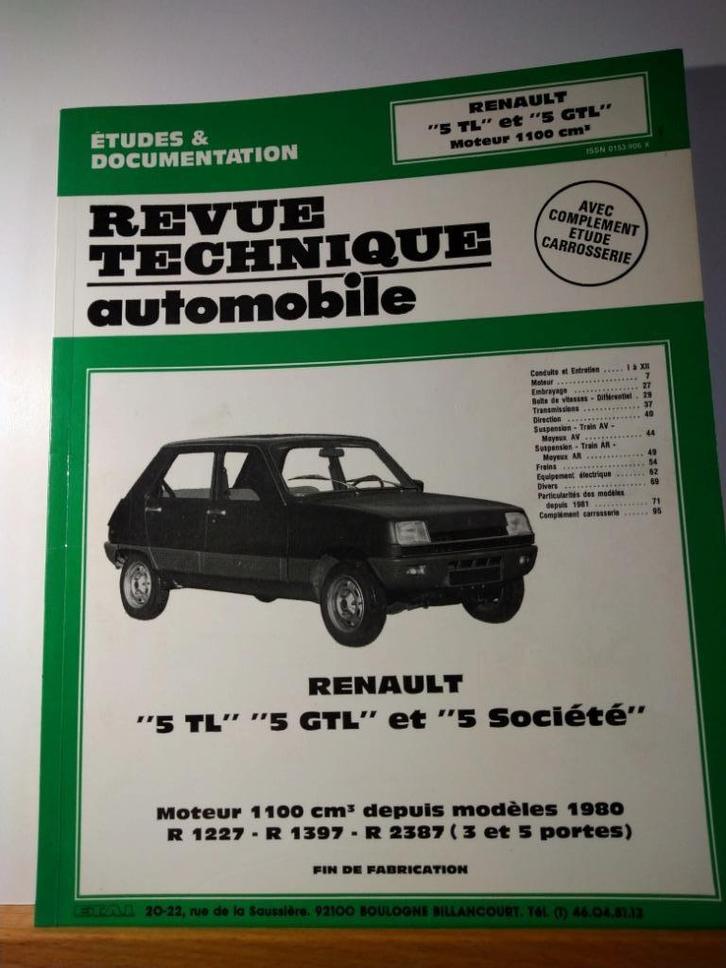 ÉTUDES &
DOCUMENTATION
RENAULT
"5 TL" et "5 GTL"
Moteur 1100 cm³
ISSN 0153 906 X
REVUE
TECHNIQUE
automobile
AVEC
COMPLEMENT
ETUDE
CARROSSERIE
Conduite et Entretien ..... I à XII
Moteur .................... 7
Embrayage ................ 27
Boîte de vitesses - Différentiel . 29
Transmissions ............. 37
Direction .................. 40
Suspension - Train AV -
Moyeux AV .............. 44
Suspension - Train AR -
Moyeux AR .............. 49
Freins ..................... 54
Equipement électrique ....... 62
Divers ..................... 69
Particularités des modèles
depuis 1981 ............. 71
Complément carrosserie ...... 95
RENAULT
"5 TL" "5 GTL" et "5 Société"
Moteur 1100 cm³ depuis modèles 1980
R 1227 - R 1397 - R 2387 ( 3 et 5 portes)
FIN DE FABRICATION
ETAI 20-22, rue de la Saussière. 92100 BOULOGNE BILLANCOURT. Tél. (1) 46.04.81.13